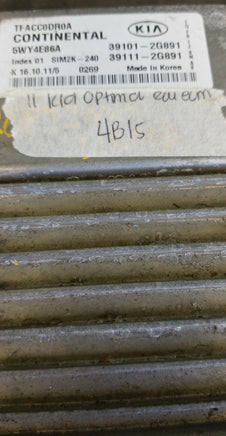 TFACC0DR0A
CONTINENTAL KIA
5WY4E86A 39101-2G891
Index 01 SIM2K-240 39111-2G891
K 16.10.11/5 0269 Made in Korea
11 Kia Optima ecu ecm
4B15